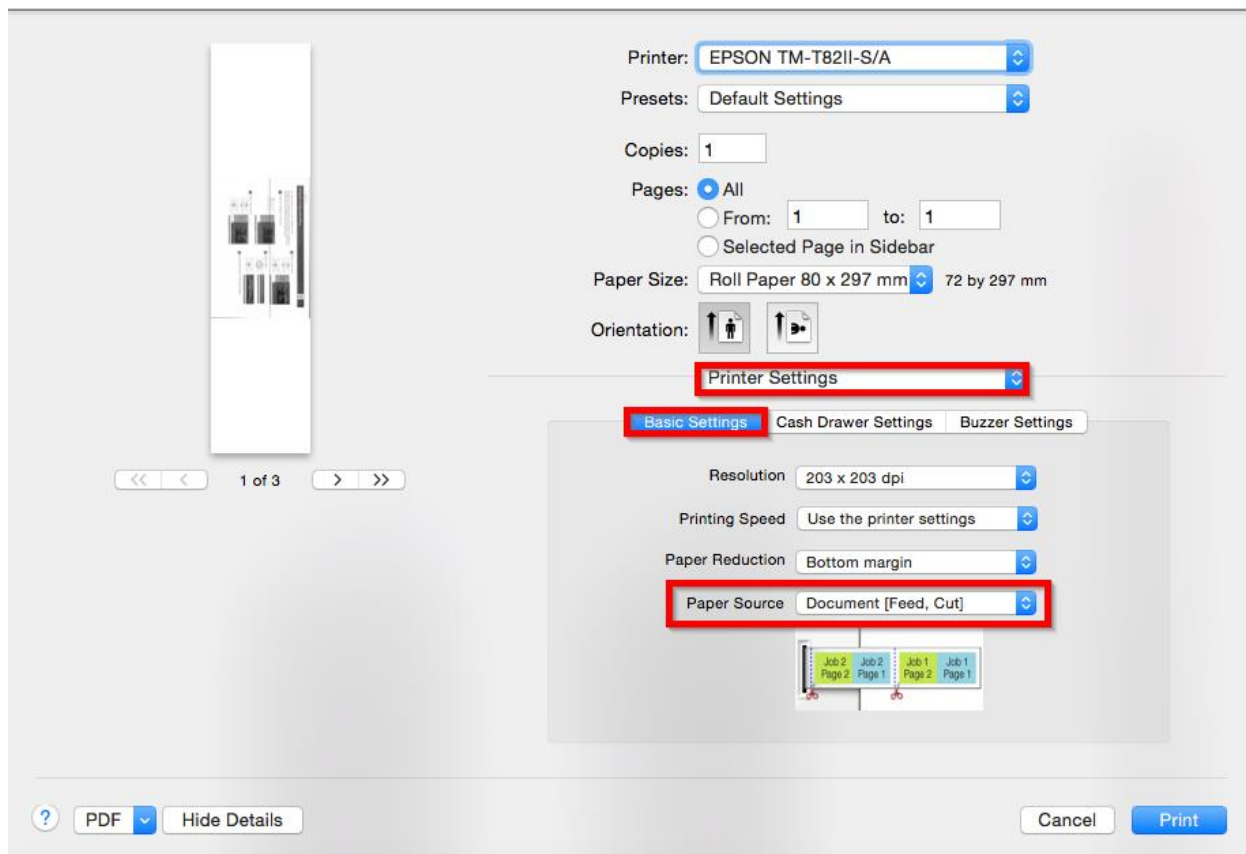 Printer: EPSON TM-T82II-S/A
Presets: Default Settings
Copies: 1
Pages: All
From: 1 to: 1
Selected Page in Sidebar
Paper Size: Roll Paper 80 x 297 mm 72 by 297 mm
Orientation:
Printer Settings
Basic Settings Cash Drawer Settings Buzzer Settings
<< < 1 of 3 > >>
Resolution 203 x 203 dpi
Printing Speed Use the printer settings
Paper Reduction Bottom margin
Paper Source Document [Feed, Cut]
Job 2 Job 2 Job 1 Job 1
Page 2 Page 1 Page 2 Page 1
? PDF Hide Details Cancel Print